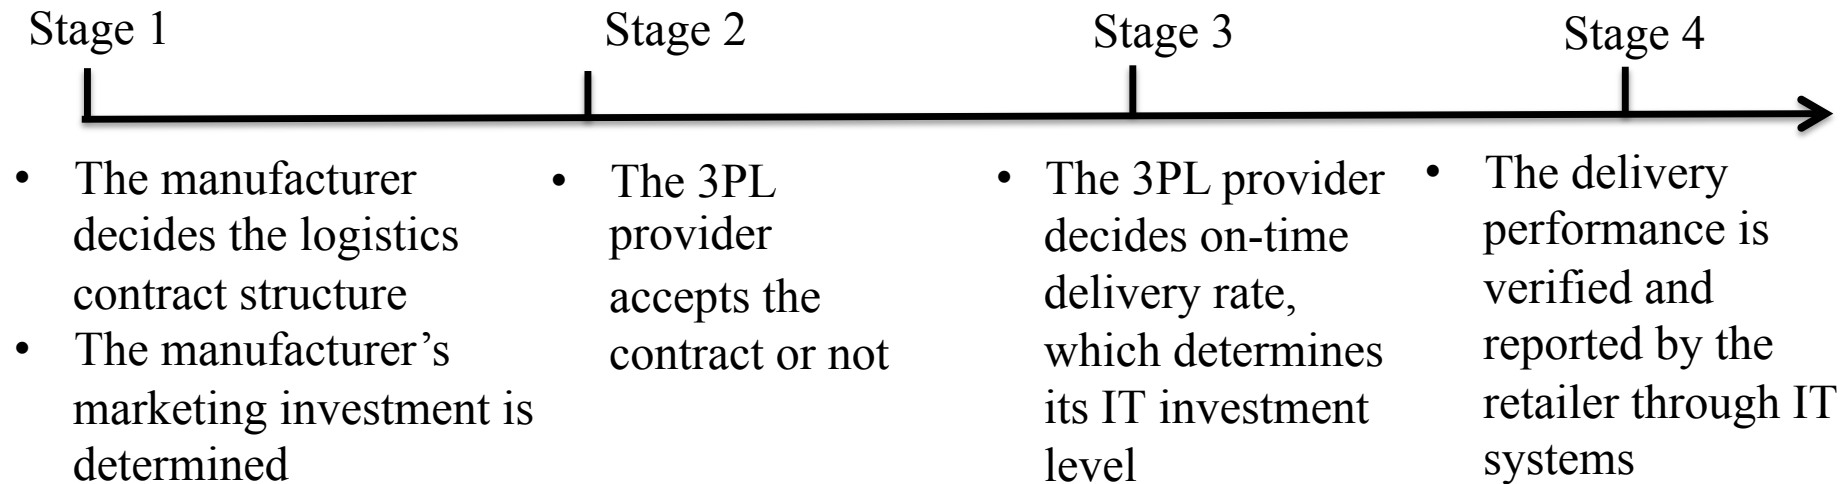 Stage 1
Stage 2
Stage 3
Stage 4
• The manufacturer
decides the logistics
contract structure
• The manufacturer’s
marketing investment is
determined
• The 3PL
provider
accepts the
contract or not
• The 3PL provider
decides on-time
delivery rate,
which determines
its IT investment
level
• The delivery
performance is
verified and
reported by the
retailer through IT
systems